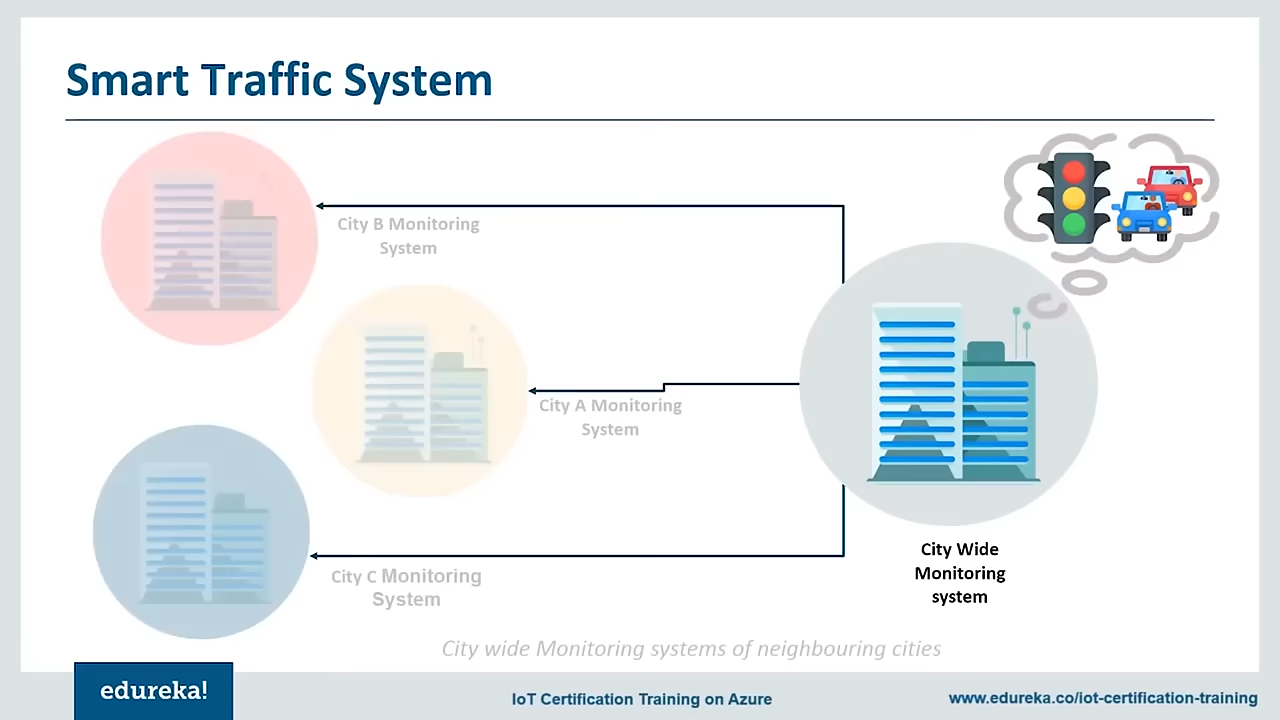 Smart Traffic System
City B Monitoring
System
City A Monitoring
System
City Wide
Monitoring
system
City C Monitoring
System
City wide Monitoring systems of neighbouring cities
edureka!
IoT Certification Training on Azure
www.edureka.co/iot-certification-training